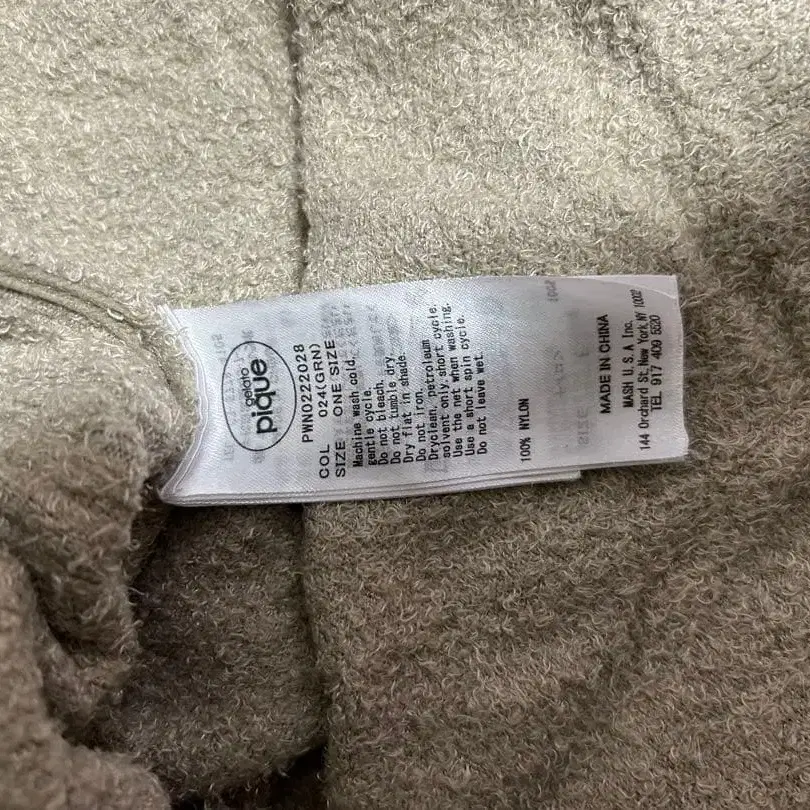 gelato
pique
PWNO222028
COL 024(GRN)
SIZE ONE SIZE
Machine wash cold,
gentle cycle.
Do not bleach.
Do not tumble dry.
Dry flat in shade.
Do not iron.
Dryclean, petroleum
solvent only, short cycle.
Use the net when washing.
Use a short spin cycle.
Do not leave wet.
100% NYLON
MADE IN CHINA
MASH U.S.A Inc.
144 Orchard St. New York, NY 10002
TEL 917 409 5520